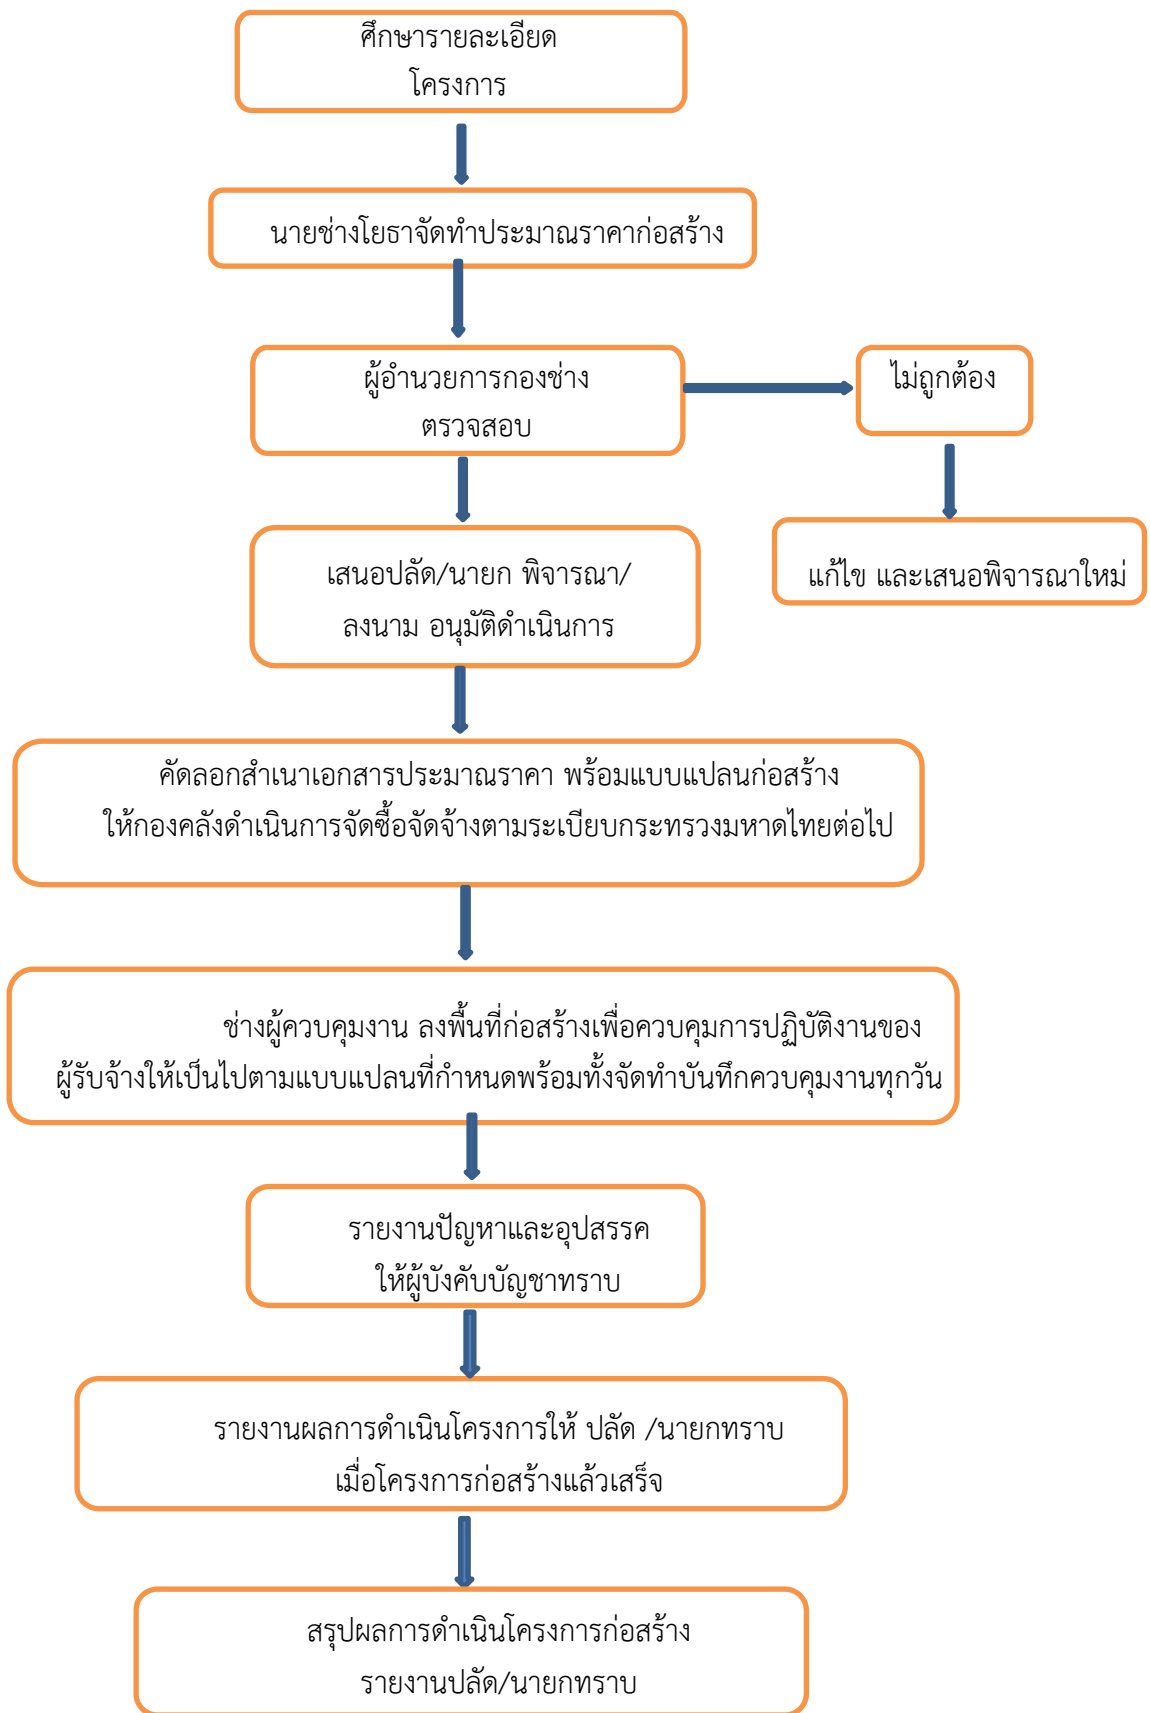 ศึกษารายละเอียด
โครงการ
นายช่างโยธาจัดทำประมาณราคาก่อสร้าง
ผู้อำนวยการกองช่าง
ตรวจสอบ
ไม่ถูกต้อง
แก้ไข และเสนอพิจารณาใหม่
เสนอปลัด/นายก พิจารณา/
ลงนาม อนุมัติดำเนินการ
คัดลอกสำเนาเอกสารประมาณราคา พร้อมแบบแปลนก่อสร้าง
ให้กองคลังดำเนินการจัดซื้อจัดจ้างตามระเบียบกระทรวงมหาดไทยต่อไป
ช่างผู้ควบคุมงาน ลงพื้นที่ก่อสร้างเพื่อควบคุมการปฏิบัติงานของ
ผู้รับจ้างให้เป็นไปตามแบบแปลนที่กำหนดพร้อมทั้งจัดทำบันทึกควบคุมงานทุกวัน
รายงานปัญหาและอุปสรรค
ให้ผู้บังคับบัญชาทราบ
รายงานผลการดำเนินโครงการให้ ปลัด /นายกทราบ
เมื่อโครงการก่อสร้างแล้วเสร็จ
สรุปผลการดำเนินโครงการก่อสร้าง
รายงานปลัด/นายกทราบ